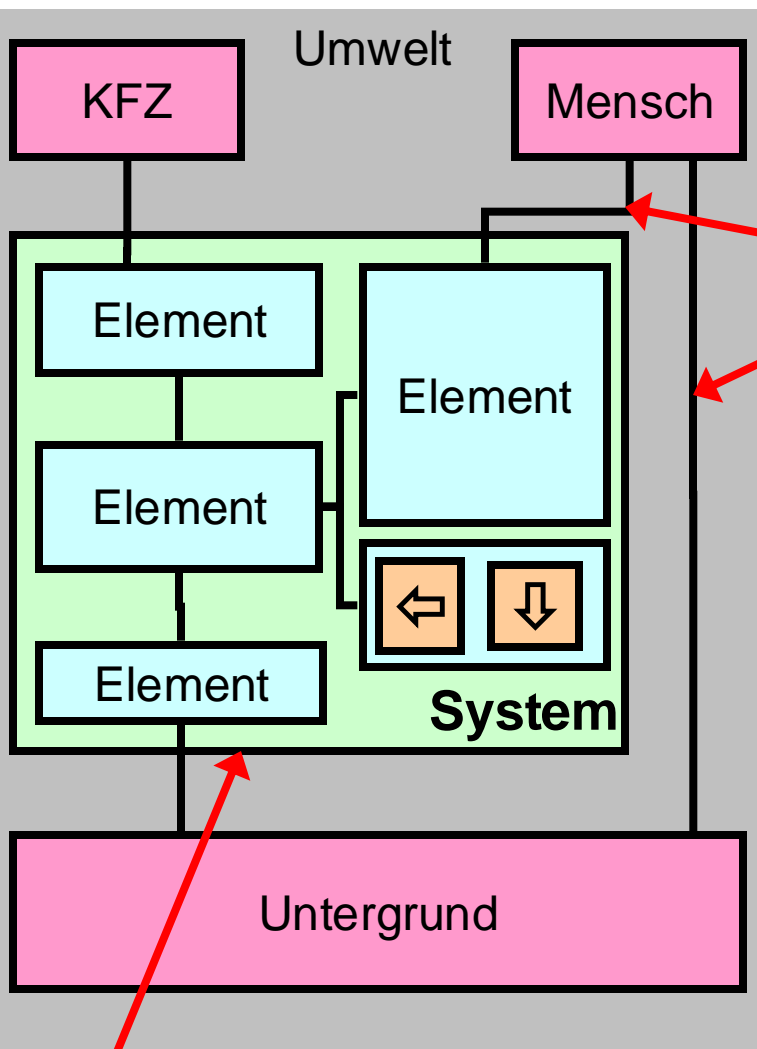 Umwelt
KFZ
Mensch
Element
Element
Element
Element
System
Untergrund